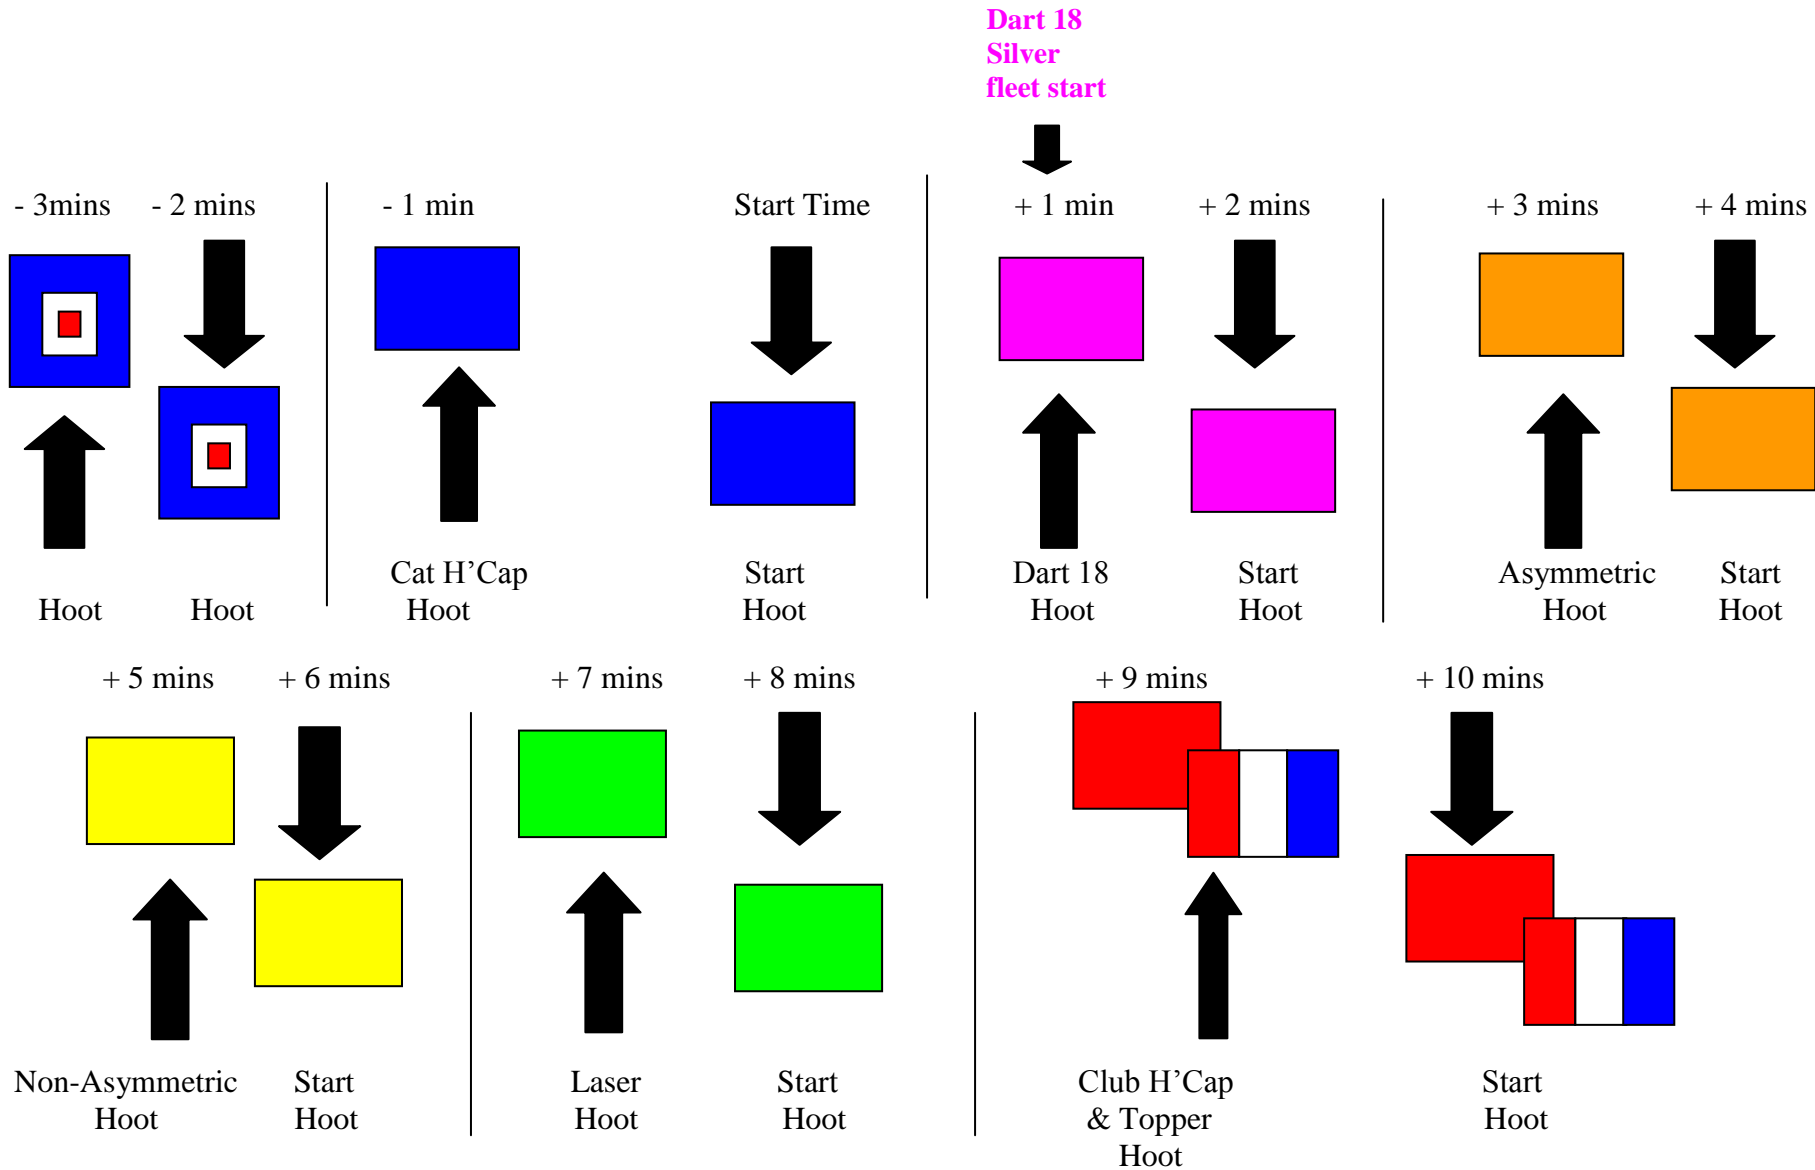 Dart 18
Silver
fleet start
- 3mins - 2 mins - 1 min Start Time + 1 min + 2 mins + 3 mins + 4 mins
Cat H’Cap Start Dart 18 Start Asymmetric Start
Hoot Hoot Hoot Hoot Hoot Hoot Hoot Hoot
+ 5 mins + 6 mins + 7 mins + 8 mins + 9 mins + 10 mins
Non-Asymmetric Start Laser Start Club H’Cap Start
Hoot Hoot Hoot Hoot & Topper Hoot
Hoot